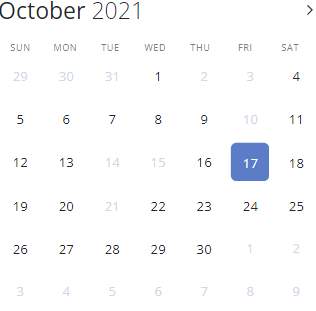 October 2021
SUN MON TUE WED THU FRI SAT
29 30 31 1 2 3 4
5 6 7 8 9 10 11
12 13 14 15 16 17 18
19 20 21 22 23 24 25
26 27 28 29 30 1 2
3 4 5 6 7 8 9